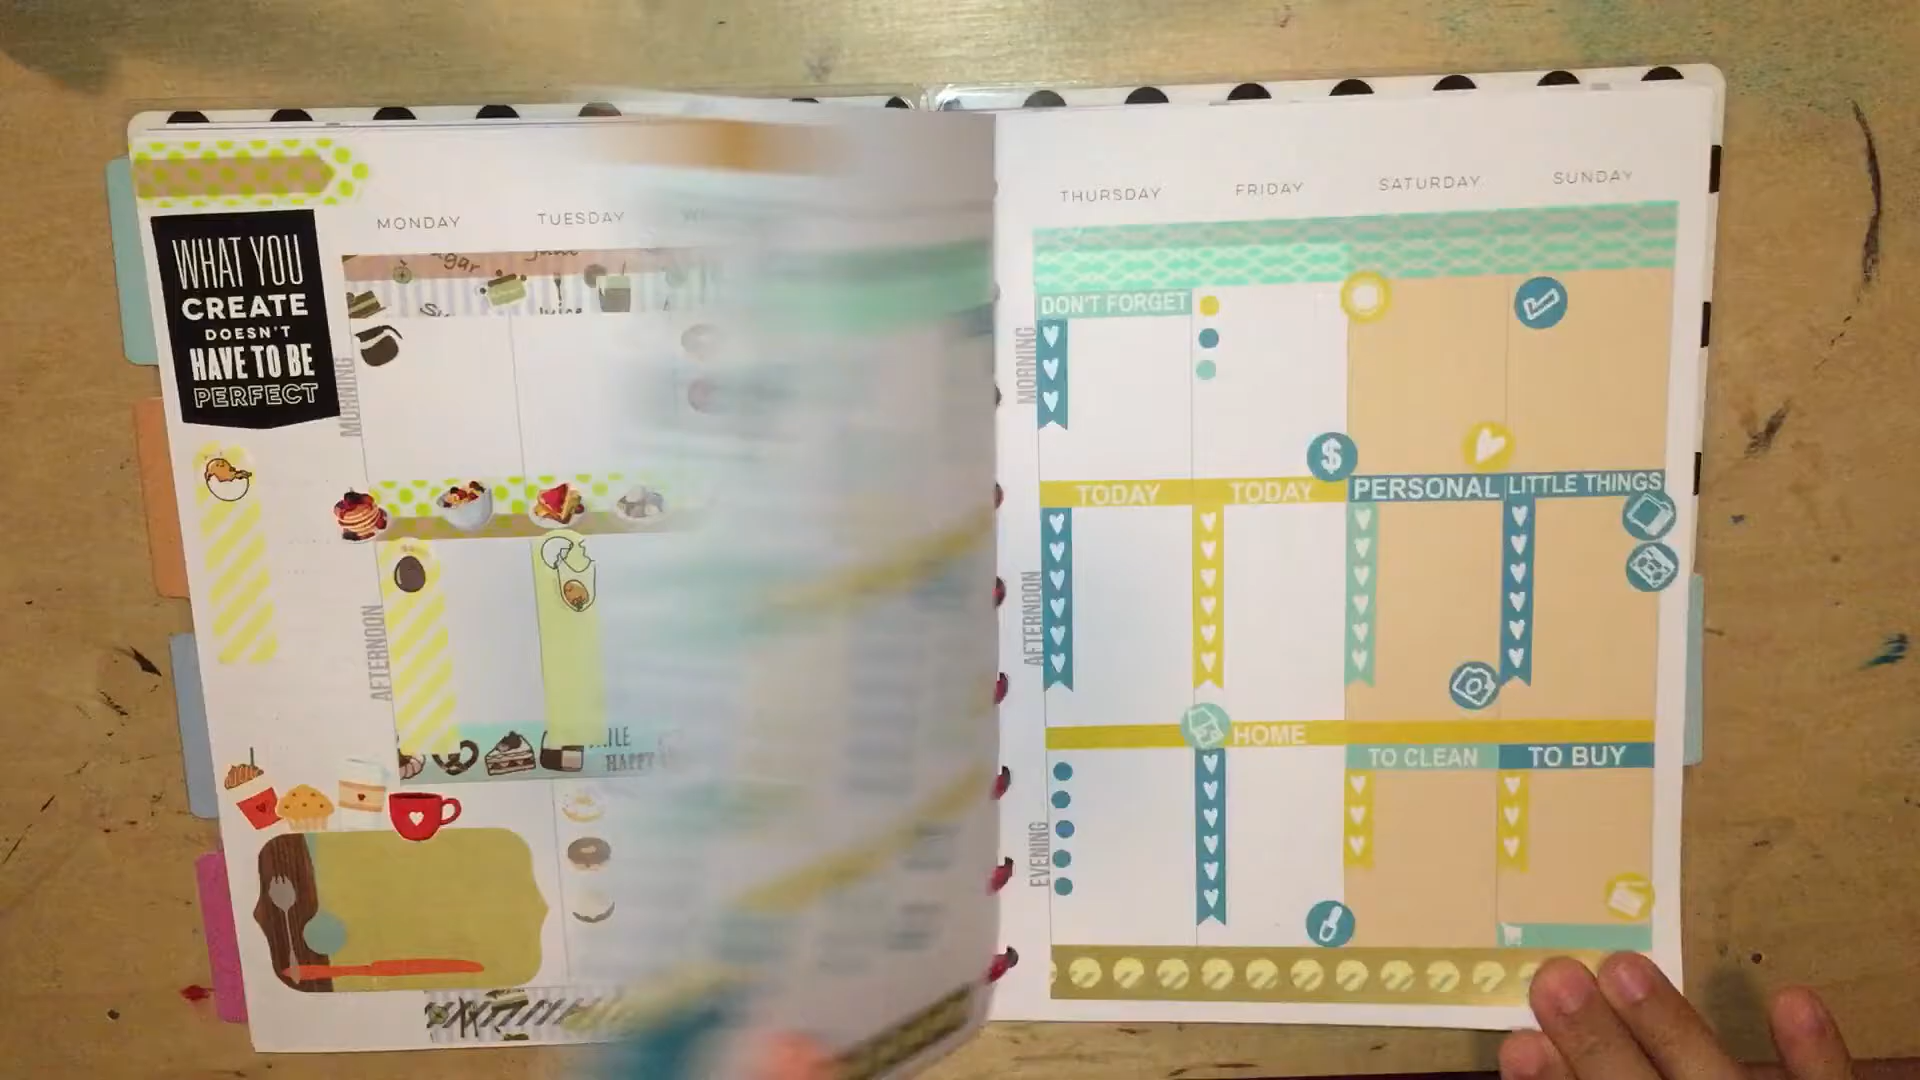 MONDAY TUESDAY
WHAT YOU
CREATE
DOESN'T
HAVE TO BE
PERFECT
MORNING
AFTERNOON
THURSDAY FRIDAY SATURDAY SUNDAY
DON'T FORGET
MORNING
$
TODAY TODAY PERSONAL LITTLE THINGS
AFTERNOON
HOME
TO CLEAN TO BUY
EVENING